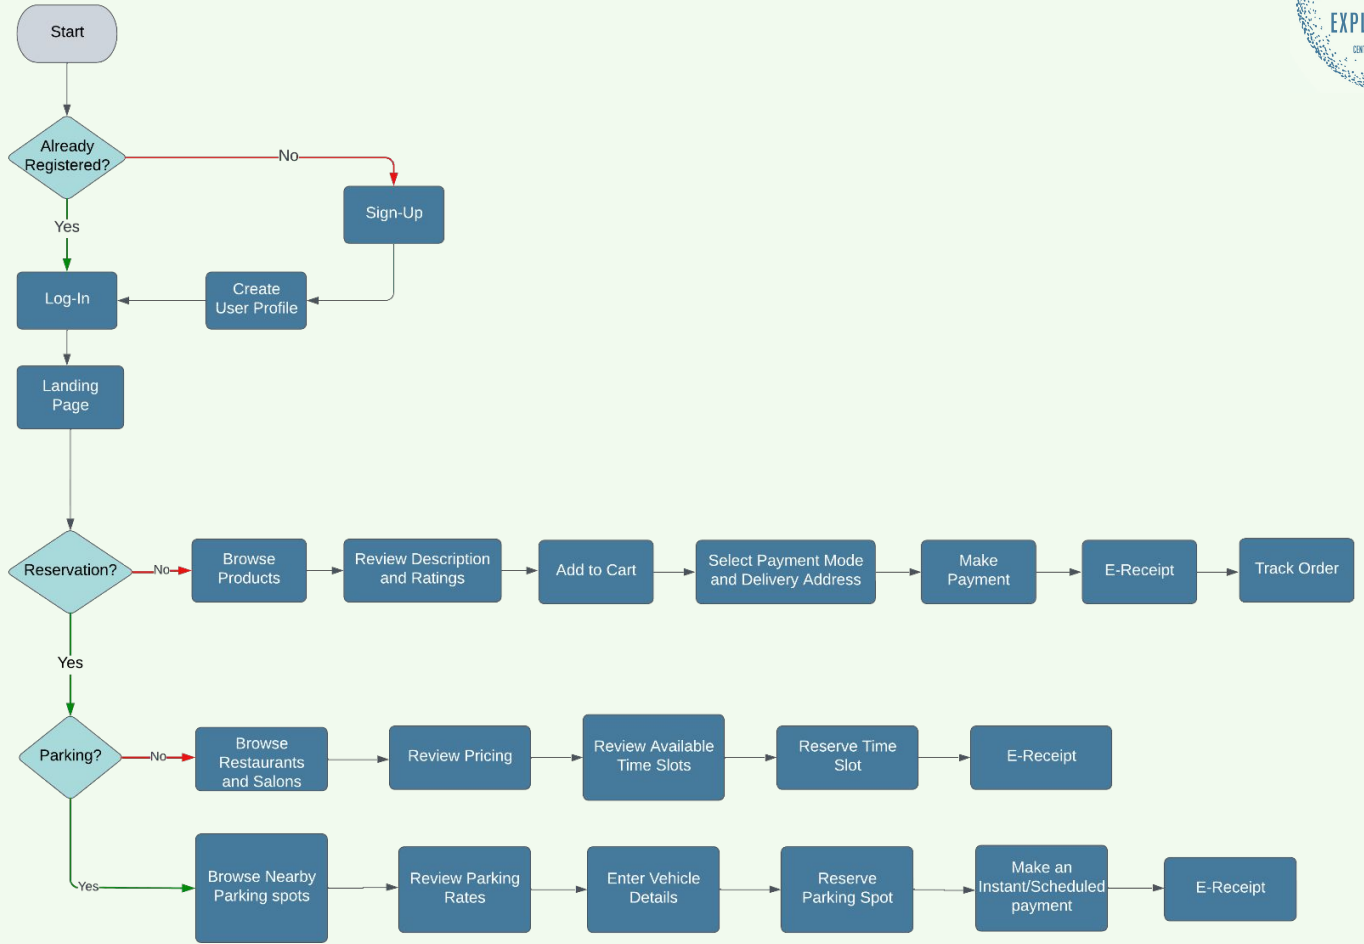 Start
Already
Registered?
No
Sign-Up
Yes
Log-In
Create
User Profile
Landing
Page
Reservation?
No
Browse
Products
Review Description
and Ratings
Add to Cart
Select Payment Mode
and Delivery Address
Make
Payment
E-Receipt
Track Order
Yes
Parking?
No
Browse
Restaurants
and Salons
Review Pricing
Review Available
Time Slots
Reserve Time
Slot
E-Receipt
Yes
Browse Nearby
Parking spots
Review Parking
Rates
Enter Vehicle
Details
Reserve
Parking Spot
Make an
Instant/Scheduled
payment
E-Receipt